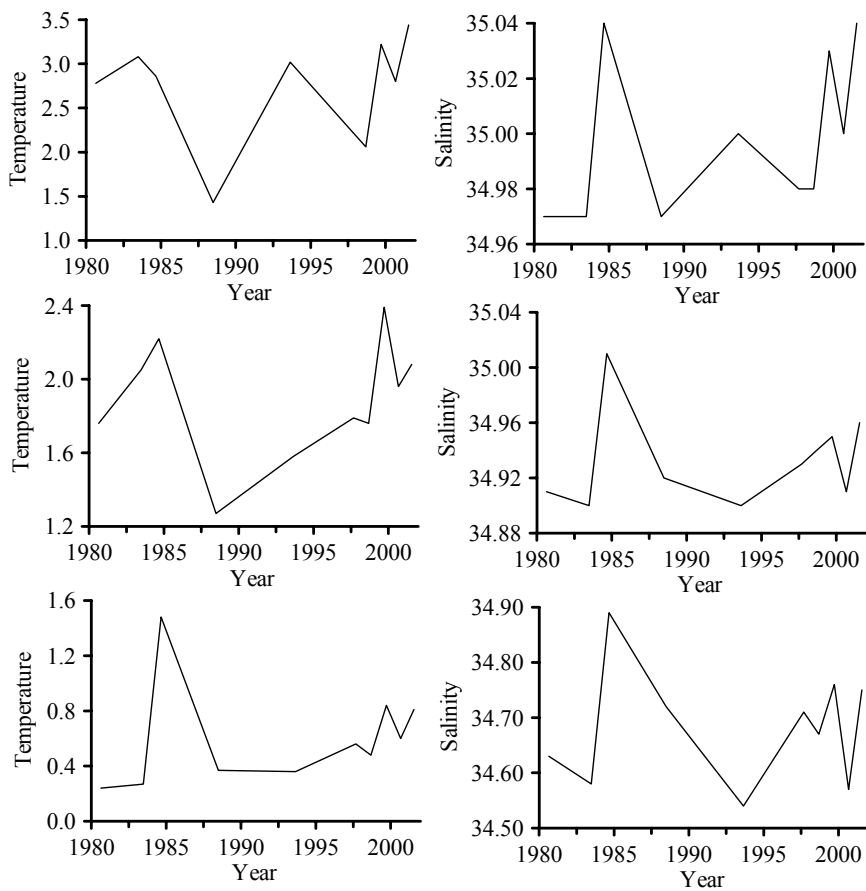 Temperature
3.5
3.0
2.5
2.0
1.5
1.0
1980 1985 1990 1995 2000
Year
Salinity
35.04
35.02
35.00
34.98
34.96
1980 1985 1990 1995 2000
Year
Temperature
2.4
2.0
1.6
1.2
1980 1985 1990 1995 2000
Year
Salinity
35.04
35.00
34.96
34.92
34.88
1980 1985 1990 1995 2000
Year
Temperature
1.6
1.2
0.8
0.4
0.0
1980 1985 1990 1995 2000
Year
Salinity
34.90
34.80
34.70
34.60
34.50
1980 1985 1990 1995 2000
Year